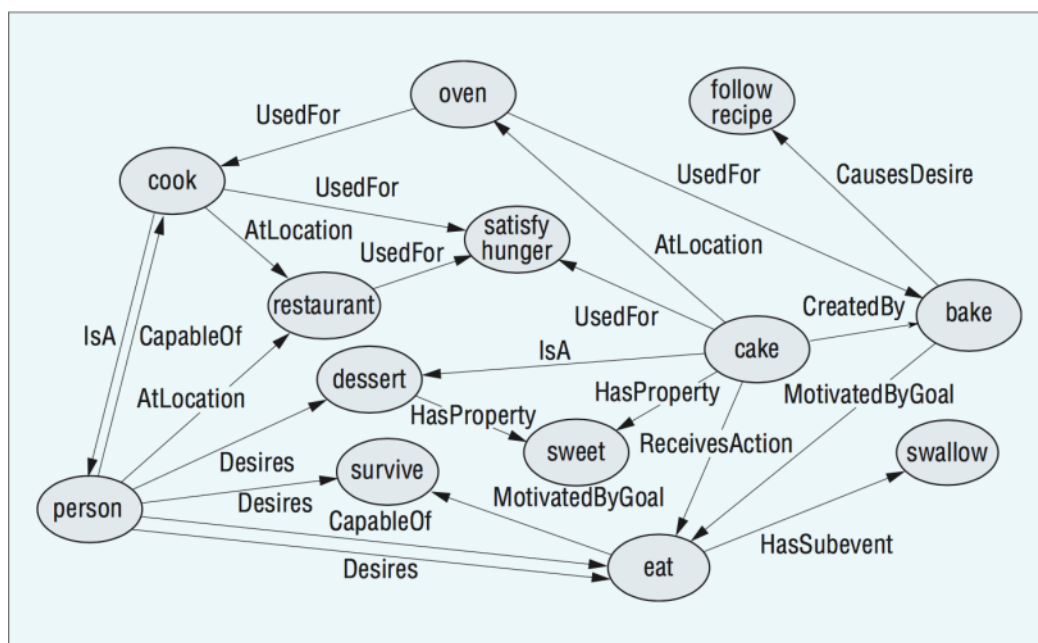 oven
follow
recipe
UsedFor
cook
UsedFor
UsedFor
CausesDesire
satisfy
hunger
AtLocation
UsedFor
AtLocation
restaurant
CreatedBy
bake
UsedFor
IsA
CapableOf
IsA
cake
dessert
AtLocation
HasProperty
HasProperty
MotivatedByGoal
ReceivesAction
sweet
swallow
Desires
survive
Desires
MotivatedByGoal
person
CapableOf
HasSubevent
Desires
eat